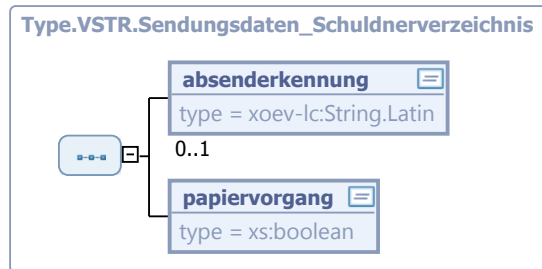 Type.VSTR.Sendungsdaten_Schuldnerverzeichnis
absenderkennung
type = xoev-lc:String.Latin
0..1
papiervorgang
type = xs:boolean